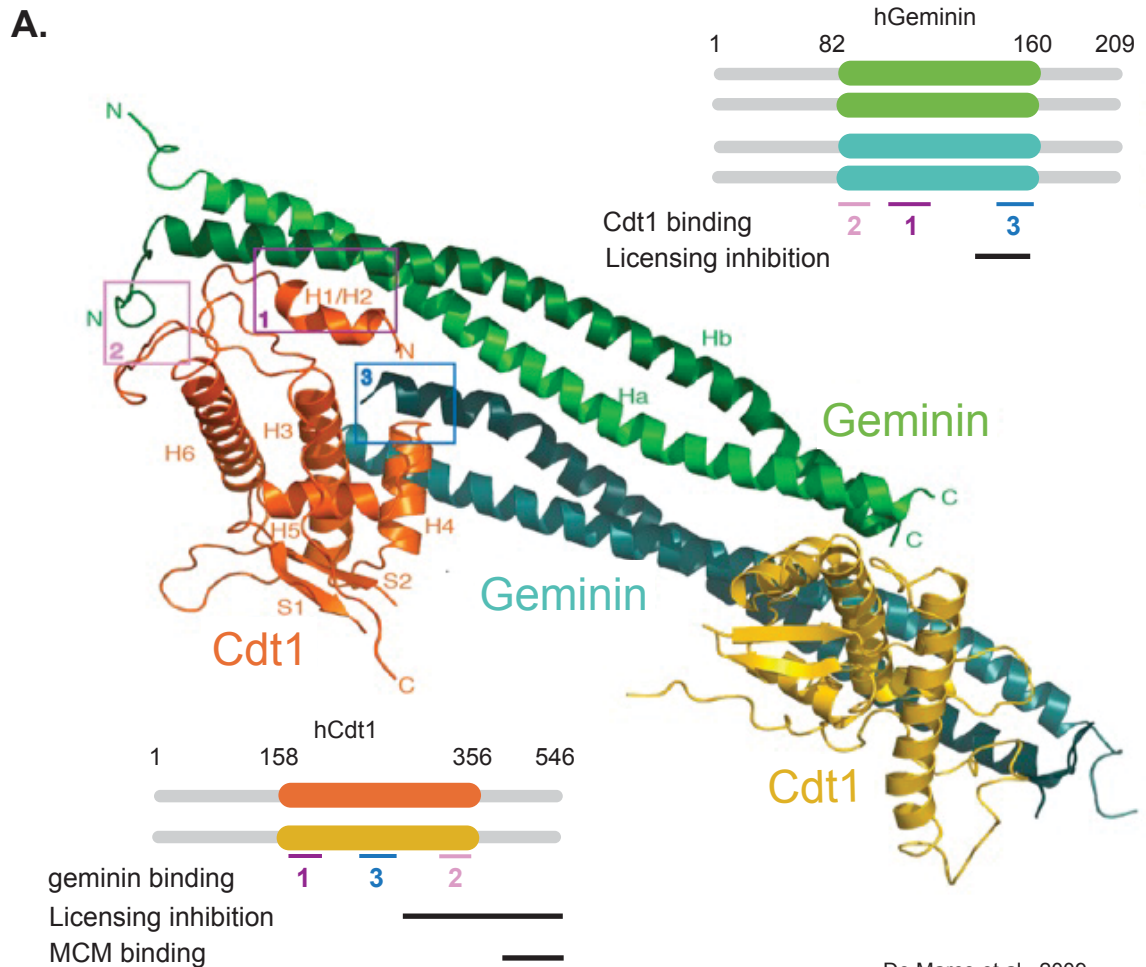 A.
hGeminin
1 82 160 209
Cdt1 binding 2 1 3
Licensing inhibition
N
N
1
H1/H2
N
2
3
Hb
Ha
Geminin
H3
H6
H5
H4
C
C
S2
S1
Geminin
Cdt1
C
hCdt1
1 158 356 546
Cdt1
geminin binding 1 3 2
Licensing inhibition
MCM binding